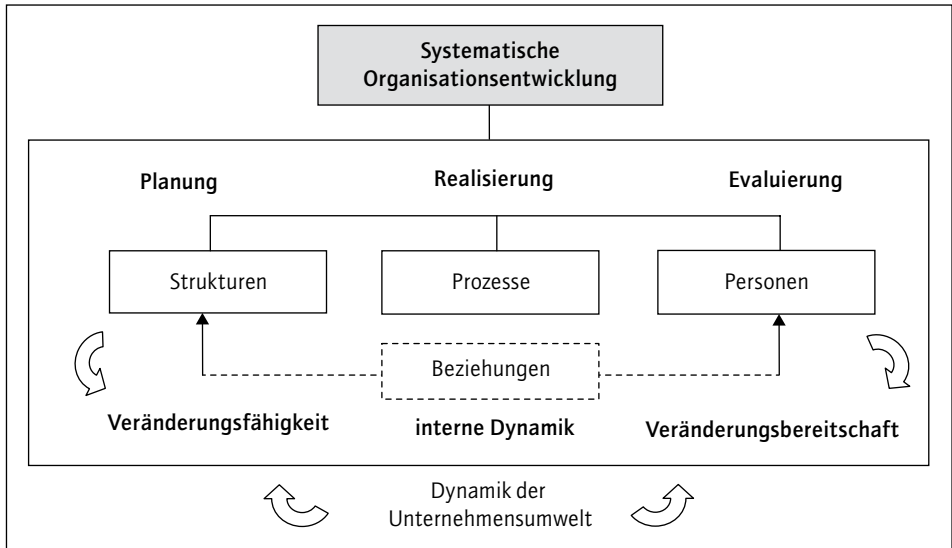 Systematische
Organisationsentwicklung
Planung
Realisierung
Evaluierung
Strukturen
Prozesse
Personen
Beziehungen
Veränderungsfähigkeit
interne Dynamik
Veränderungsbereitschaft
Dynamik der
Unternehmensumwelt